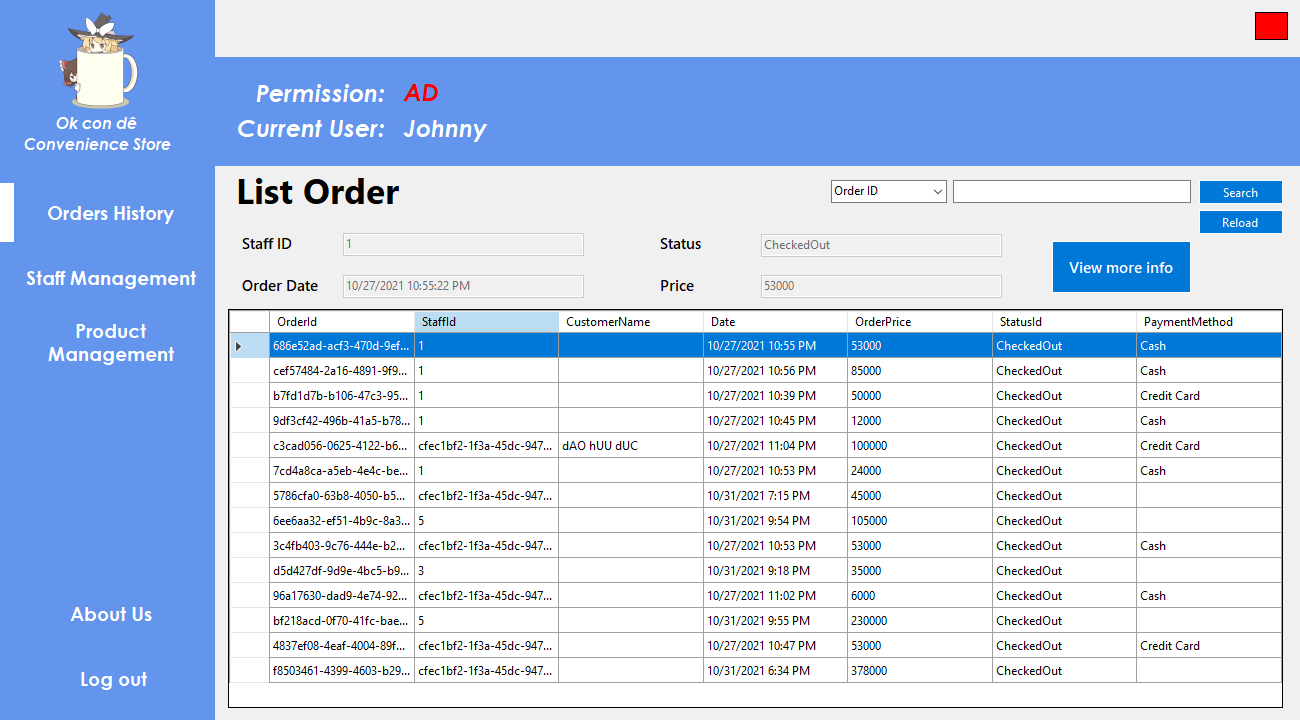 Ok con dê
Convenience Store
Orders History
Staff Management
Product
Management
About Us
Log out
Permission: AD
Current User: Johnny
List Order
Order ID
Search
Reload
Staff ID 1
Status CheckedOut
View more info
Order Date 10/27/2021 10:55:22 PM
Price 53000
OrderId StaffId CustomerName Date OrderPrice StatusId PaymentMethod
686e52ad-acf3-470d-9ef... 1 10/27/2021 10:55 PM 53000 CheckedOut Cash
cef57484-2a16-4891-9f9... 1 10/27/2021 10:56 PM 85000 CheckedOut Cash
b7fd1d7b-b106-47c3-95... 1 10/27/2021 10:39 PM 50000 CheckedOut Credit Card
9df3cf42-496b-41a5-b78... 1 10/27/2021 10:45 PM 12000 CheckedOut Cash
c3cad056-0625-4122-b6... cfec1bf2-1f3a-45dc-947... dAO hUU dUC 10/27/2021 11:04 PM 100000 CheckedOut Credit Card
7cd4a8ca-a5eb-4e4c-be... 1 10/27/2021 10:53 PM 24000 CheckedOut Cash
5786cfa0-63b8-4050-b5... cfec1bf2-1f3a-45dc-947... 10/31/2021 7:15 PM 45000 CheckedOut
6ee6aa32-ef51-4b9c-8a3... 5 10/31/2021 9:54 PM 105000 CheckedOut
3c4fb403-9c76-444e-b2... cfec1bf2-1f3a-45dc-947... 10/27/2021 10:53 PM 53000 CheckedOut Cash
d5d427df-9d9e-4bc5-b9... 3 10/31/2021 9:18 PM 35000 CheckedOut
96a17630-dad9-4e74-92... cfec1bf2-1f3a-45dc-947... 10/27/2021 11:02 PM 6000 CheckedOut Cash
bf218acd-0f70-41fc-bae... 5 10/31/2021 9:55 PM 230000 CheckedOut
4837ef08-4eaf-4004-89f... cfec1bf2-1f3a-45dc-947... 10/27/2021 10:47 PM 53000 CheckedOut Credit Card
f8503461-4399-4603-b29... cfec1bf2-1f3a-45dc-947... 10/31/2021 6:34 PM 378000 CheckedOut